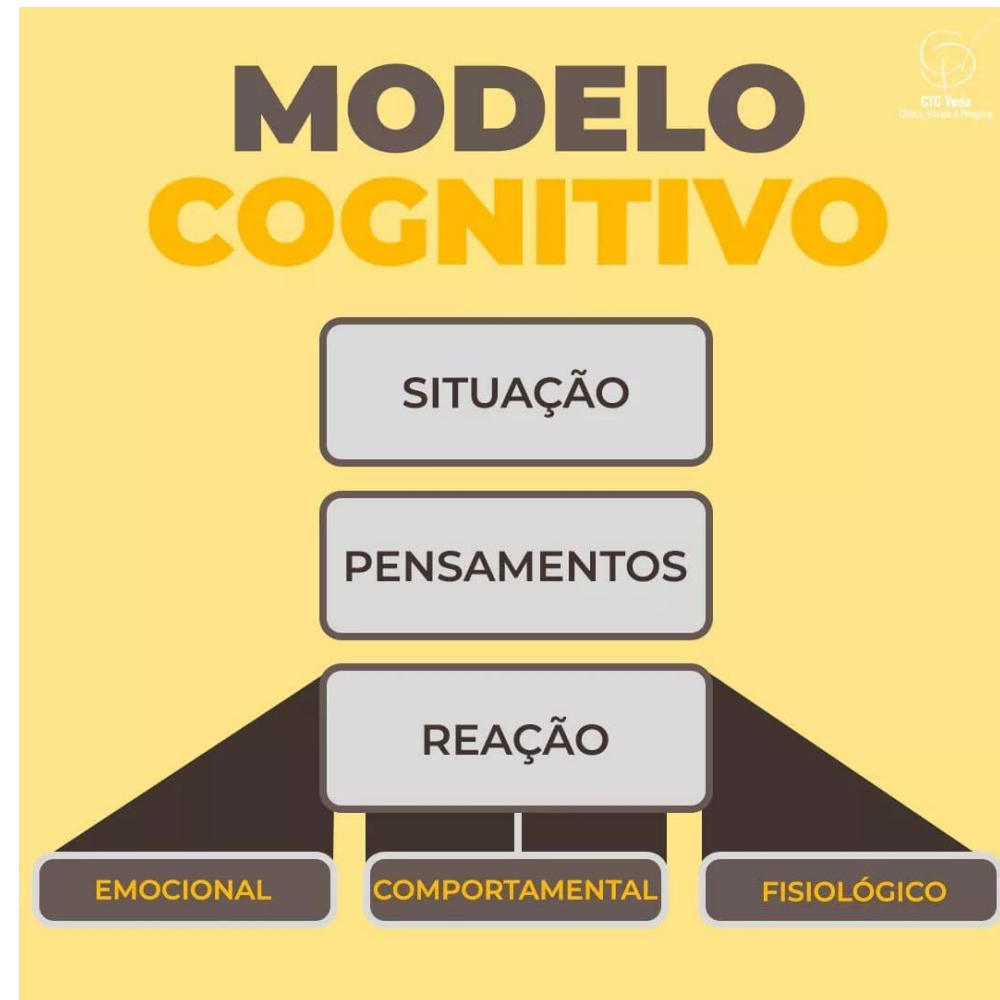 MODELO
COGNITIVO
CTC Veda
SITUAÇÃO
PENSAMENTOS
REAÇÃO
EMOCIONAL
COMPORTAMENTAL
FISIOLÓGICO